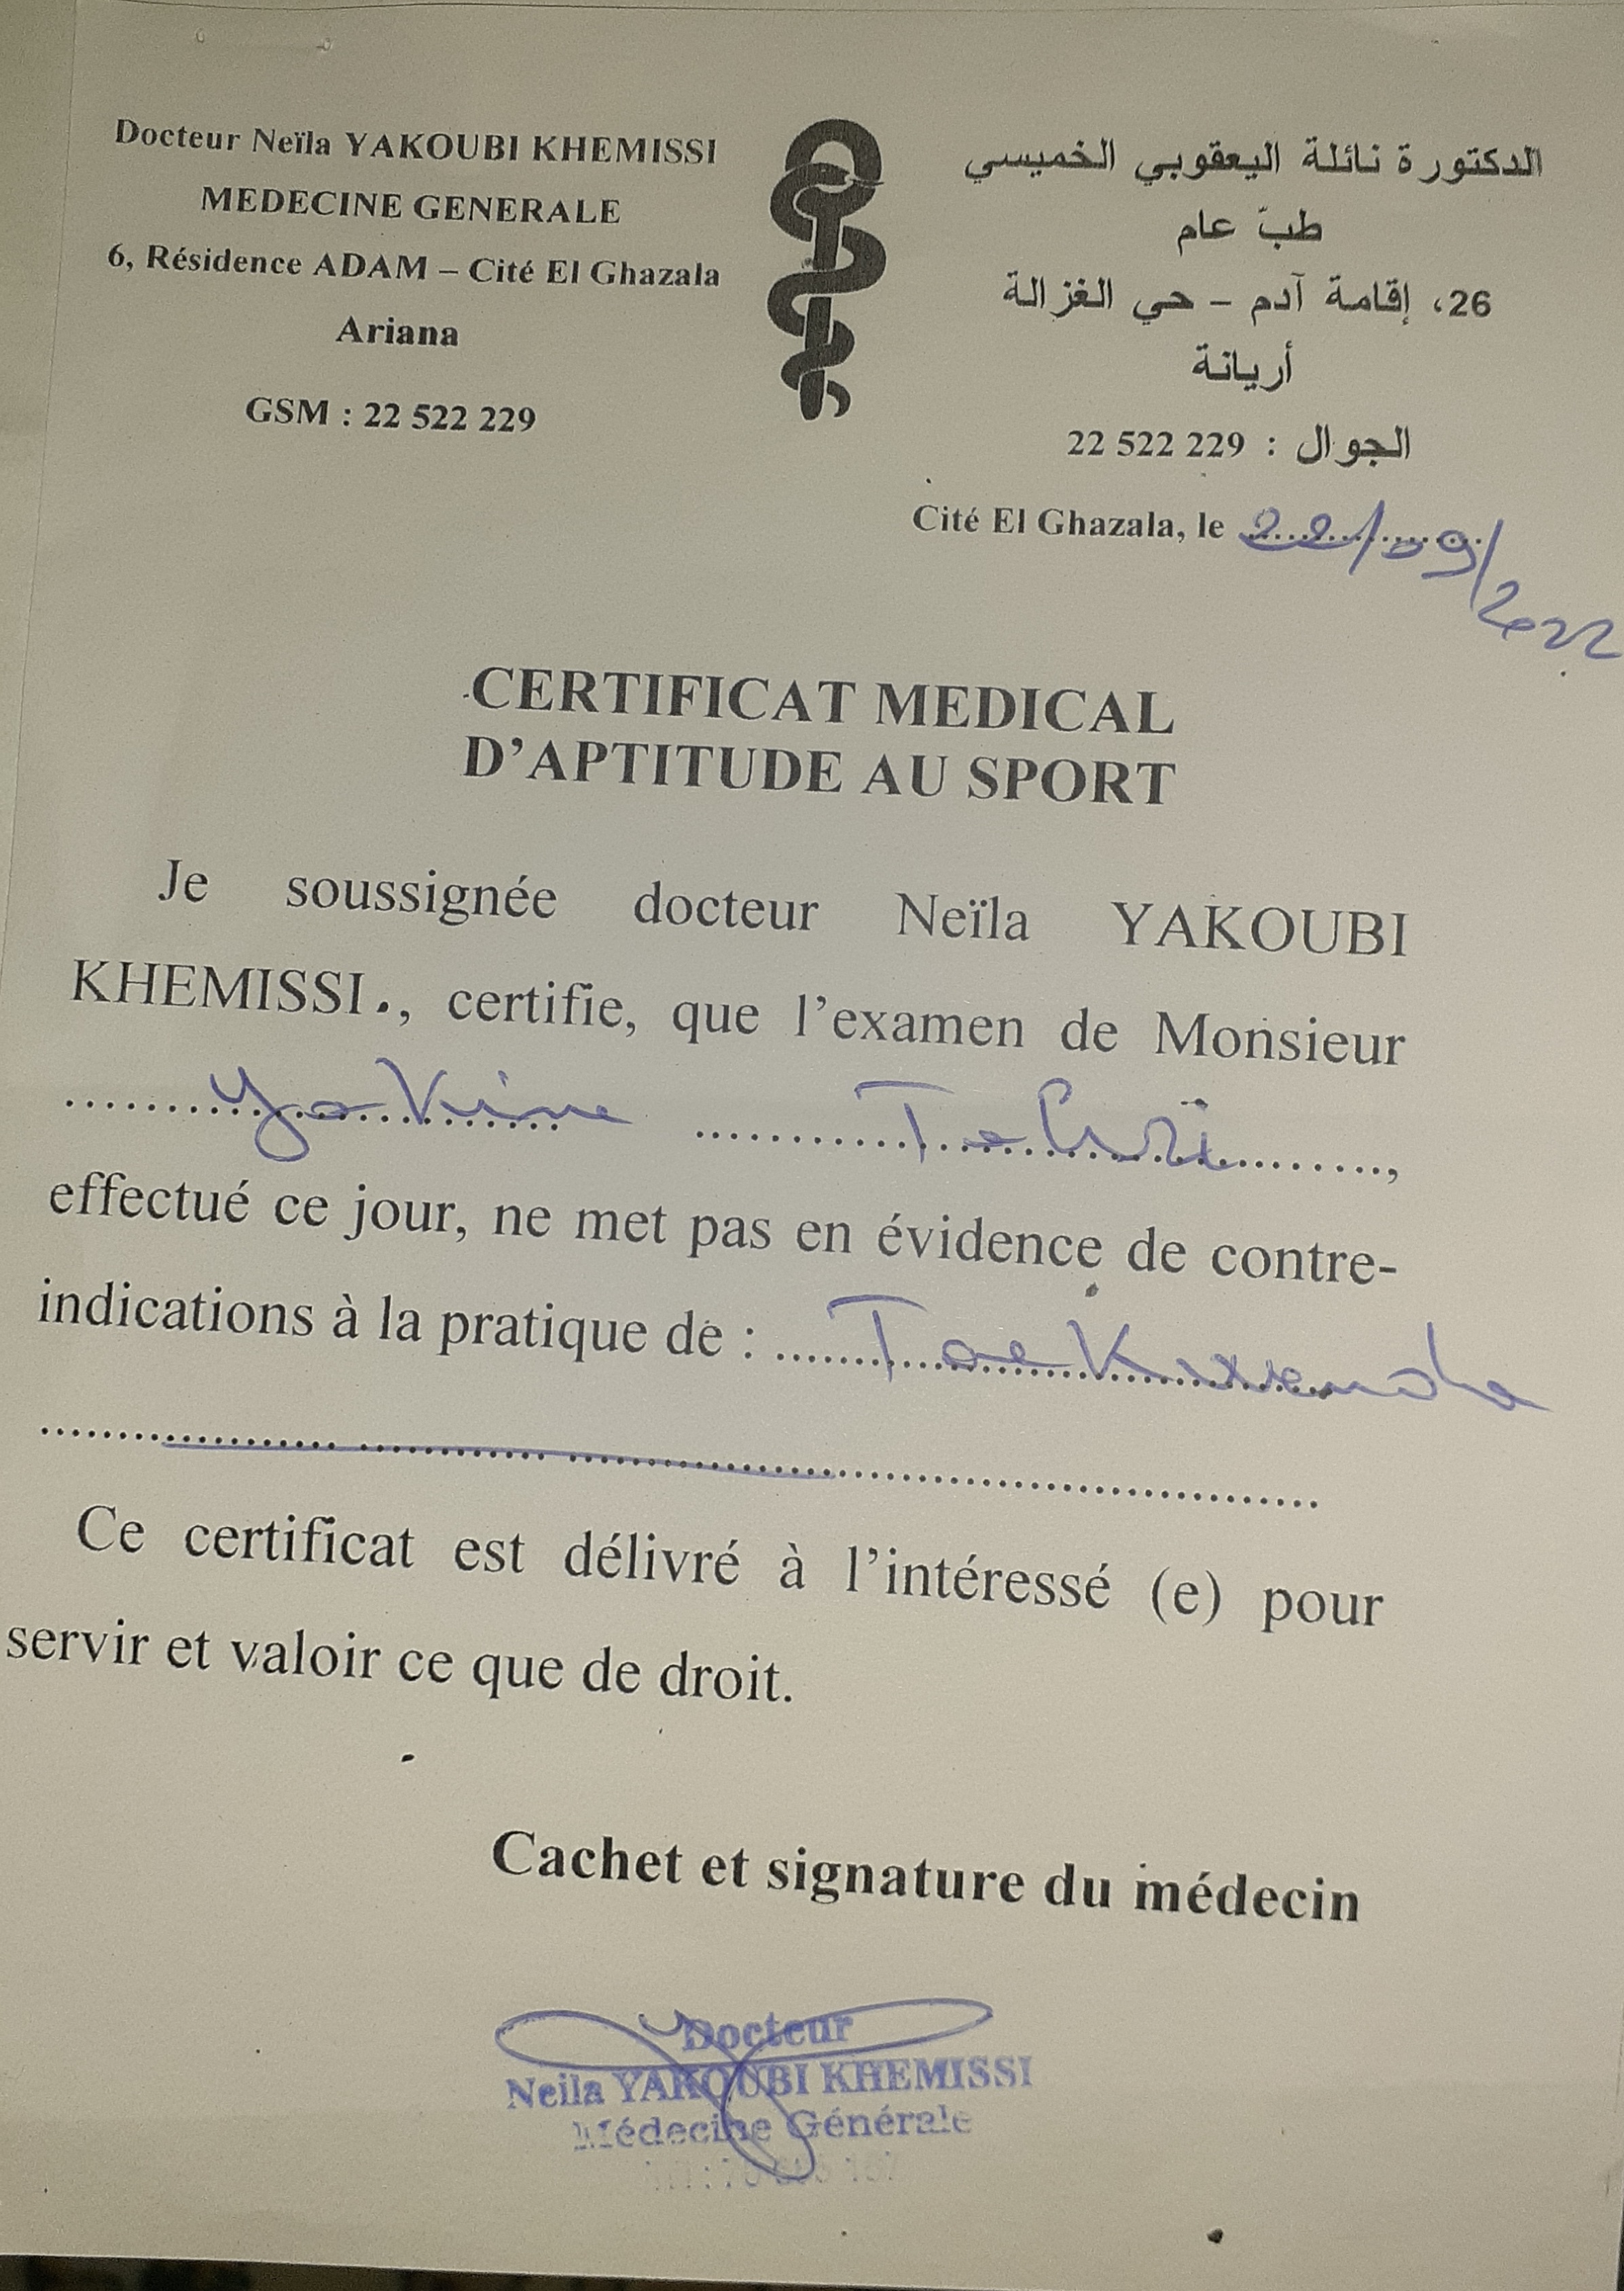 Docteur Neïla YAKOUBI KHEMISSI
MEDECINE GENERALE
6, Résidence ADAM – Cité El Ghazala
Ariana
GSM : 22 522 229
الدكتورة نائلة اليعقوبي الخميسي
طبّ عام
26، إقامة آدم – حي الغزالة
أريانة
الجوال : 22 522 229
Cité El Ghazala, le 22/09/2022
CERTIFICAT MEDICAL
D'APTITUDE AU SPORT
Je soussignée docteur Neïla YAKOUBI
KHEMISSI., certifie, que l'examen de Monsieur
Yakine
effectué ce jour, ne met pas en évidence de contre-
indications à la pratique de : Taekwendo
Ce certificat est délivré à l'intéressé (e) pour
servir et valoir ce que de droit.
Cachet et signature du médecin
Docteur
Neila YAKOUBI KHEMISSI
Médecine Générale